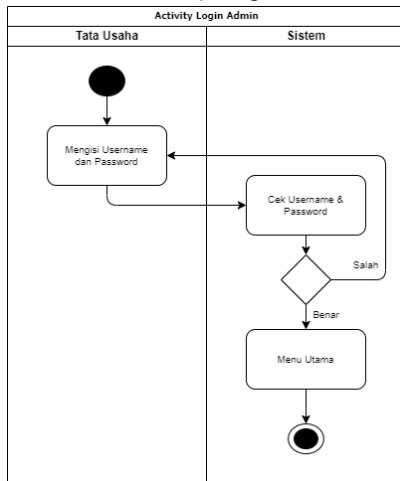 Activity Login Admin
Tata Usaha
Sistem
Mengisi Username
dan Password
Cek Username &
Password
Salah
Benar
Menu Utama